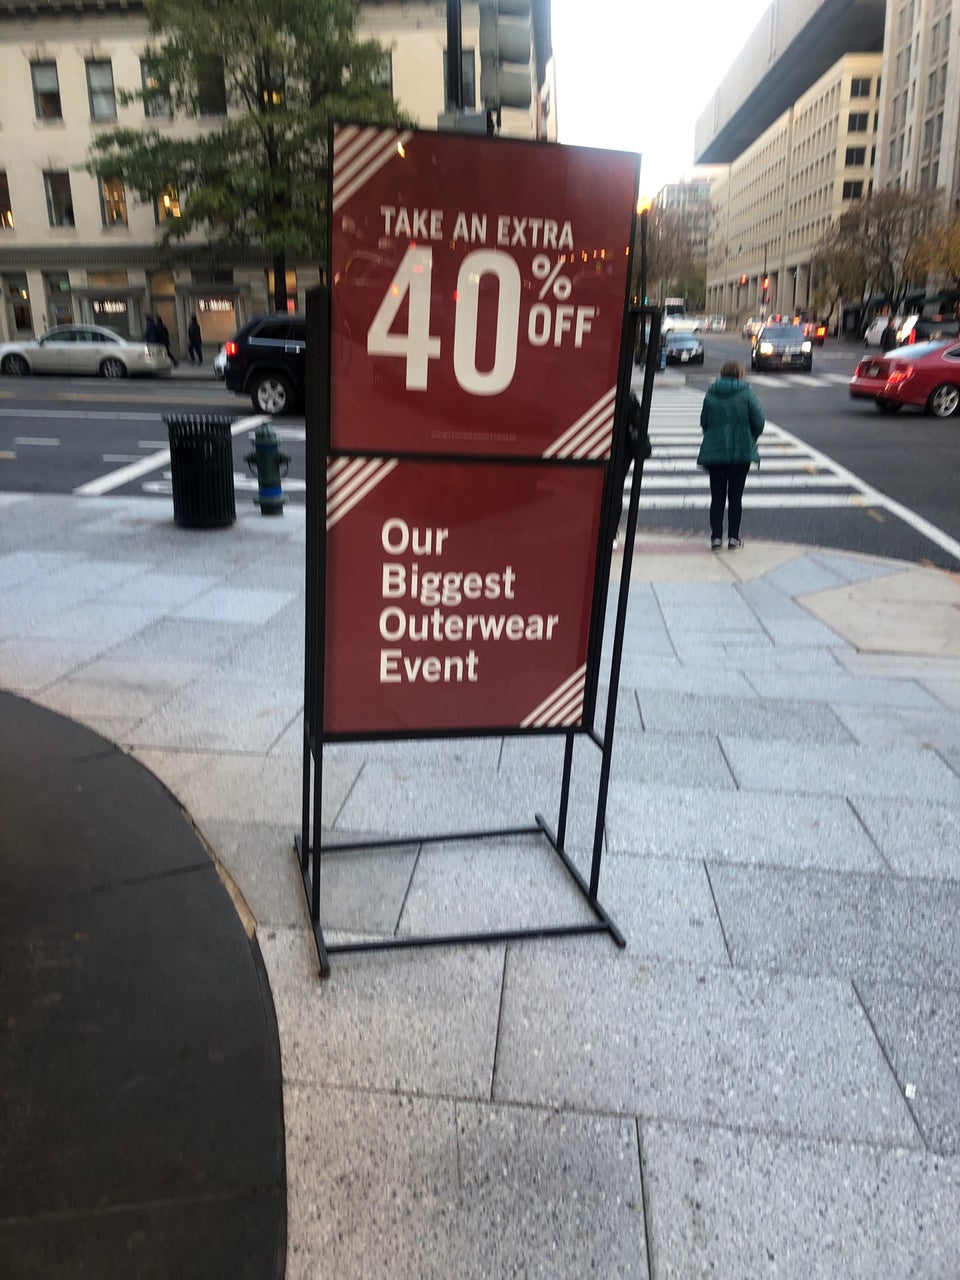 TAKE AN EXTRA
40%
OFF
Our
Biggest
Outerwear
Event